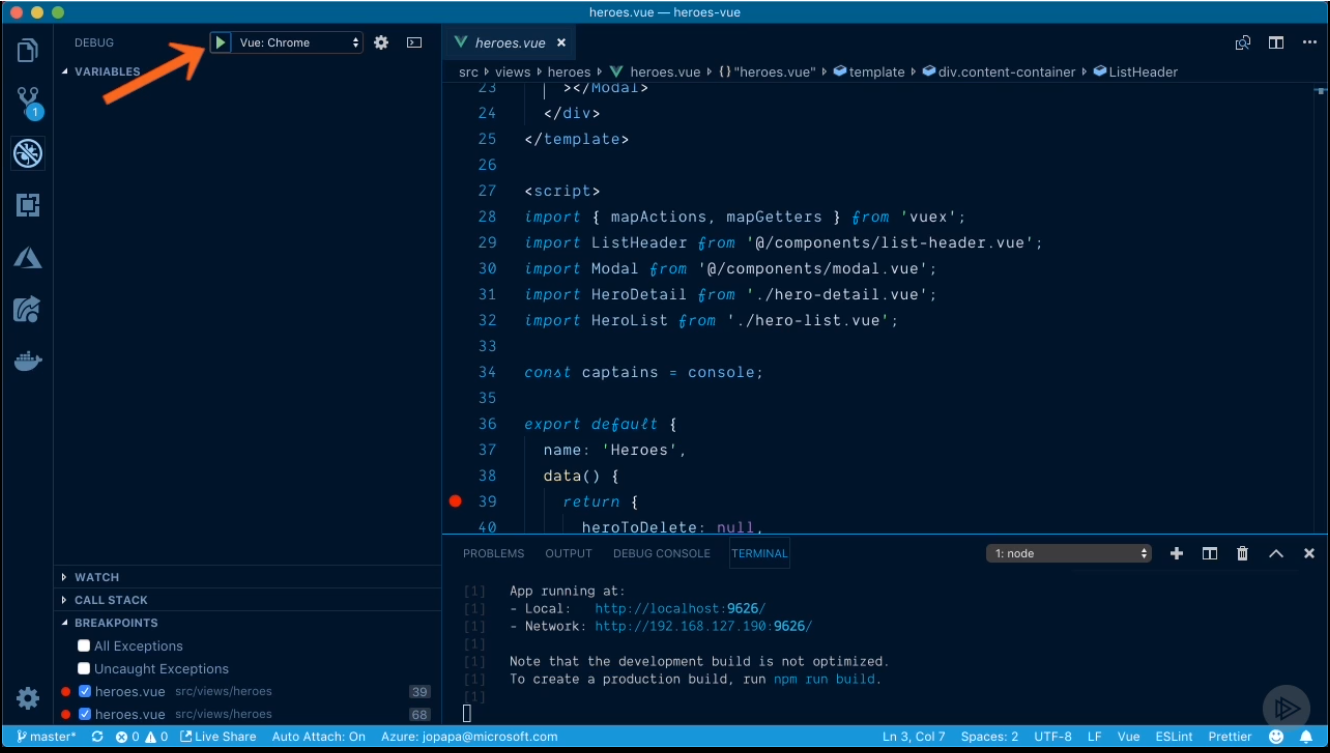 heroes.vue — heroes-vue
DEBUG
Vue: Chrome
VARIABLES
WATCH
CALL STACK
BREAKPOINTS
All Exceptions
Uncaught Exceptions
heroes.vue src/views/heroes 39
heroes.vue src/views/heroes 68
1
heroes.vue ×
src views heroes heroes.vue {} "heroes.vue" template div.content-container ListHeader
23 ></Modal>
24 </div>
25 </template>
26
27 <script>
28 import { mapActions, mapGetters } from 'vuex';
29 import ListHeader from '@/components/list-header.vue';
30 import Modal from '@/components/modal.vue';
31 import HeroDetail from './hero-detail.vue';
32 import HeroList from './hero-list.vue';
33
34 const captains = console;
35
36 export default {
37 name: 'Heroes',
38 data() {
39 return {
40 heroToDelete: null,
PROBLEMS OUTPUT DEBUG CONSOLE TERMINAL 1: node
[1] App running at:
[1] - Local: http://localhost:9626/
[1] - Network: http://192.168.127.190:9626/
[1]
[1] Note that the development build is not optimized.
[1] To create a production build, run npm run build.
[1]
master* 0 0 Live Share Auto Attach: On Azure: jopapa@microsoft.com Ln 3, Col 7 Spaces: 2 UTF-8 LF Vue ESLint Prettier